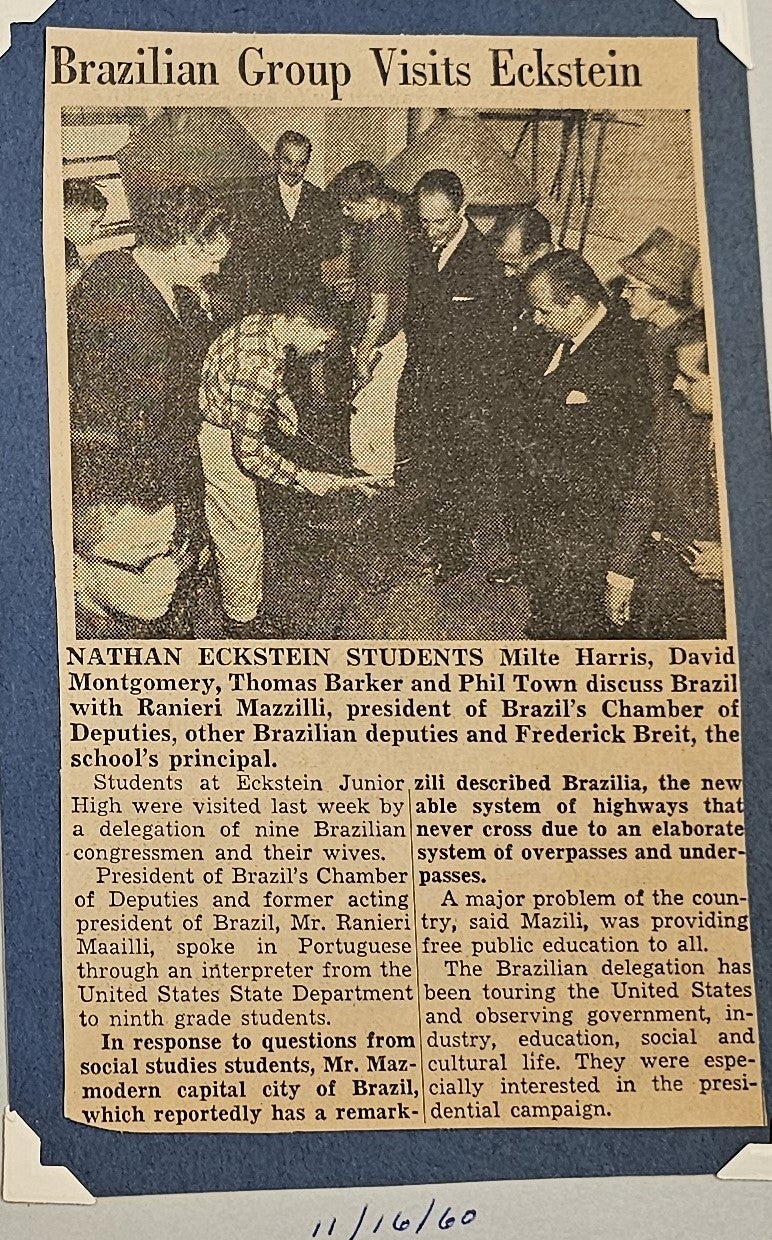 Brazilian Group Visits Eckstein
NATHAN ECKSTEIN STUDENTS Milte Harris, David
Montgomery, Thomas Barker and Phil Town discuss Brazil
with Ranieri Mazzilli, president of Brazil's Chamber of
Deputies, other Brazilian deputies and Frederick Breit, the
school's principal.
Students at Eckstein Junior
High were visited last week by
a delegation of nine Brazilian
congressmen and their wives.
President of Brazil's Chamber
of Deputies and former acting
president of Brazil, Mr. Ranieri
Maailli, spoke in Portuguese
through an interpreter from the
United States State Department
to ninth grade students.
In response to questions from
social studies students, Mr. Maz-
modern capital city of Brazil,
which reportedly has a remark-
zili described Brazilia, the new
able system of highways that
never cross due to an elaborate
system of overpasses and under-
passes.
A major problem of the coun-
try, said Mazili, was providing
free public education to all.
The Brazilian delegation has
been touring the United States
and observing government, in-
dustry, education, social and
cultural life. They were espe-
cially interested in the presi-
dential campaign.
11/16/60